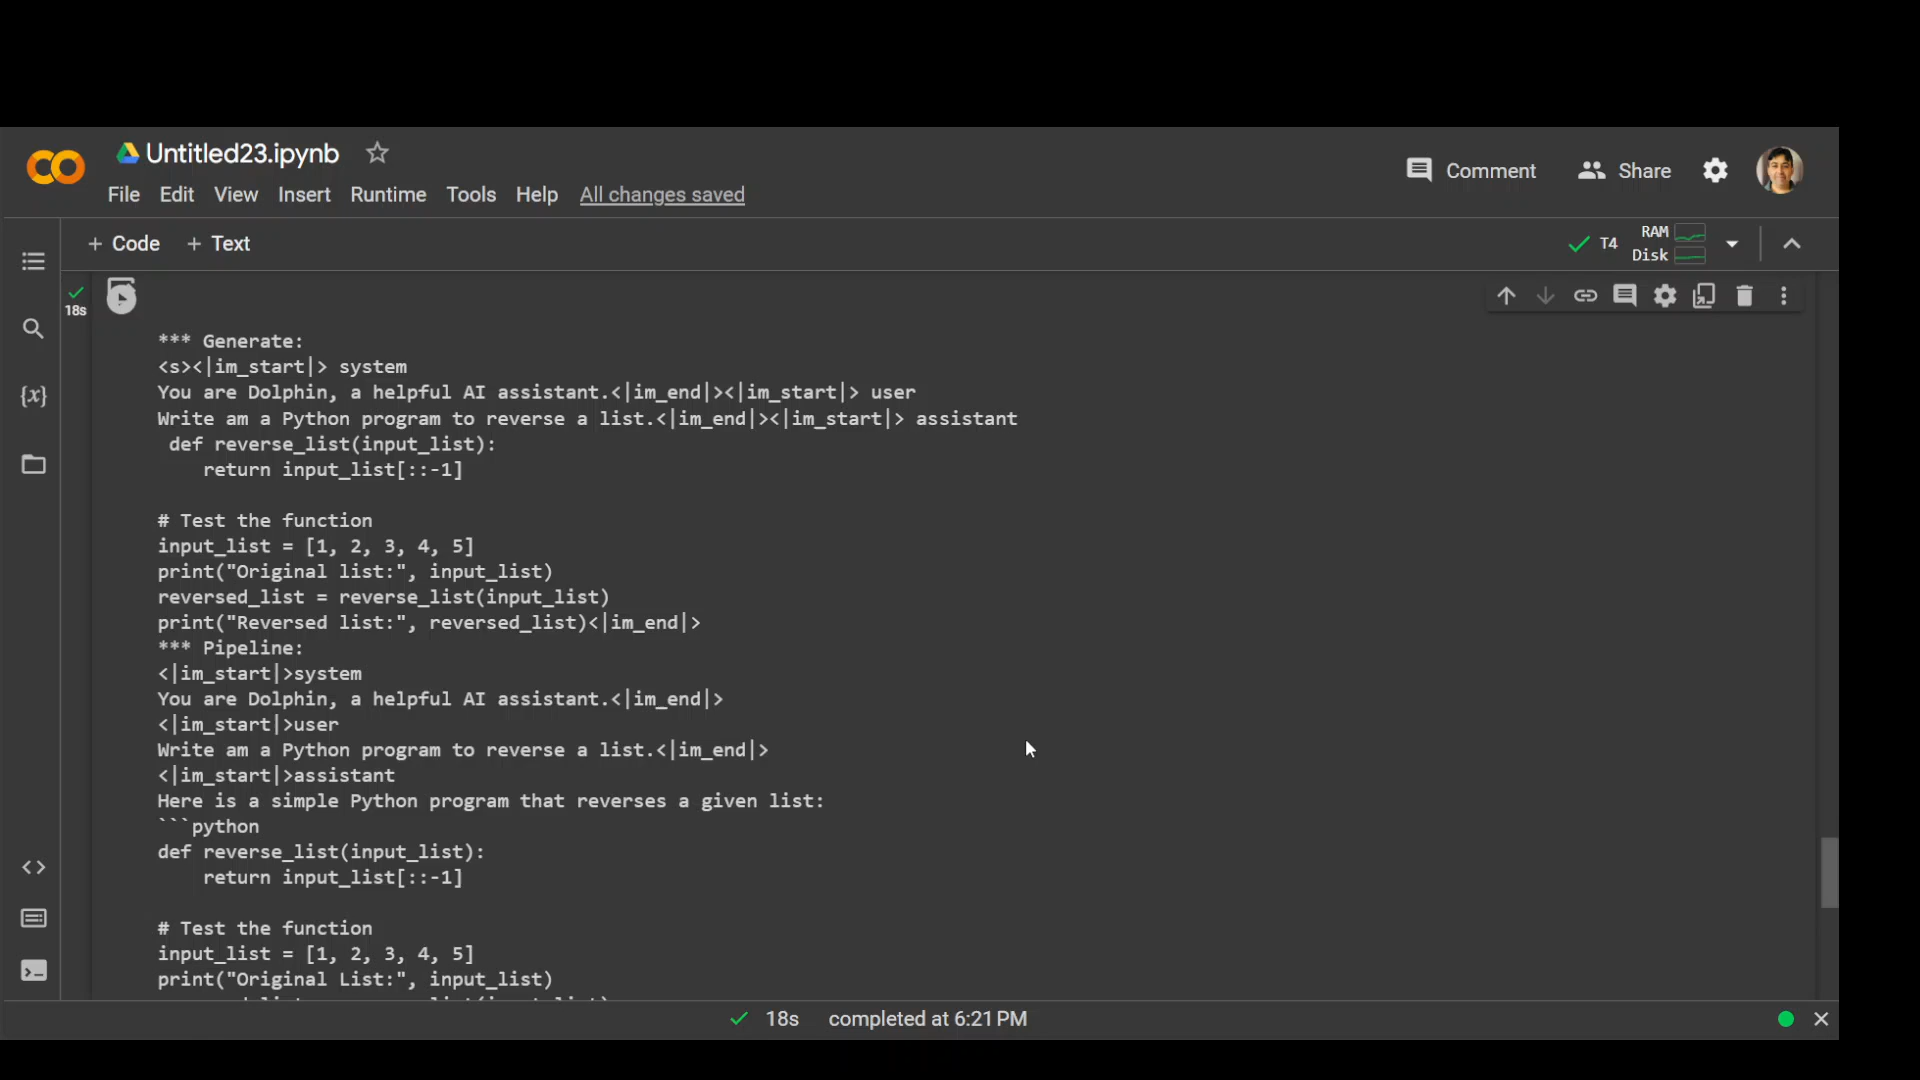 Untitled23.ipynb
Comment
Share
File Edit View Insert Runtime Tools Help All changes saved
+ Code + Text
T4
RAM
Disk
18s
{x}
*** Generate:
<s><|im_start|> system
You are Dolphin, a helpful AI assistant.<|im_end|><|im_start|> user
Write am a Python program to reverse a list.<|im_end|><|im_start|> assistant
 def reverse_list(input_list):
    return input_list[::-1]
# Test the function
input_list = [1, 2, 3, 4, 5]
print("Original list:", input_list)
reversed_list = reverse_list(input_list)
print("Reversed list:", reversed_list)<|im_end|>
*** Pipeline:
<|im_start|>system
You are Dolphin, a helpful AI assistant.<|im_end|>
<|im_start|>user
Write am a Python program to reverse a list.<|im_end|>
<|im_start|>assistant
Here is a simple Python program that reverses a given list:
```python
def reverse_list(input_list):
    return input_list[::-1]
# Test the function
input_list = [1, 2, 3, 4, 5]
print("Original List:", input_list)
18s completed at 6:21 PM